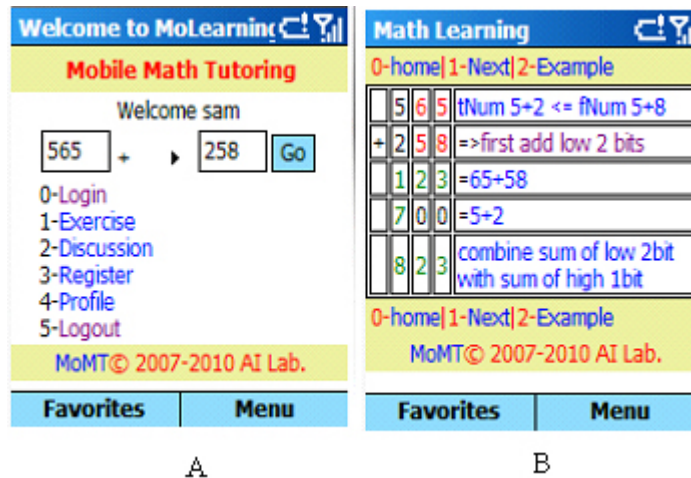 Welcome to MoLearning
Mobile Math Tutoring
Welcome sam
565 + 258 Go
0-Login
1-Exercise
2-Discussion
3-Register
4-Profile
5-Logout
MoMT© 2007-2010 AI Lab.
Favorites Menu
A
Math Learning
0-home|1-Next|2-Example
5 6 5 tNum 5+2 <= fNum 5+8
+ 2 5 8 =>first add low 2 bits
1 2 3 =65+58
7 0 0 =5+2
8 2 3 combine sum of low 2bit
with sum of high 1bit
0-home|1-Next|2-Example
MoMT© 2007-2010 AI Lab.
Favorites Menu
B